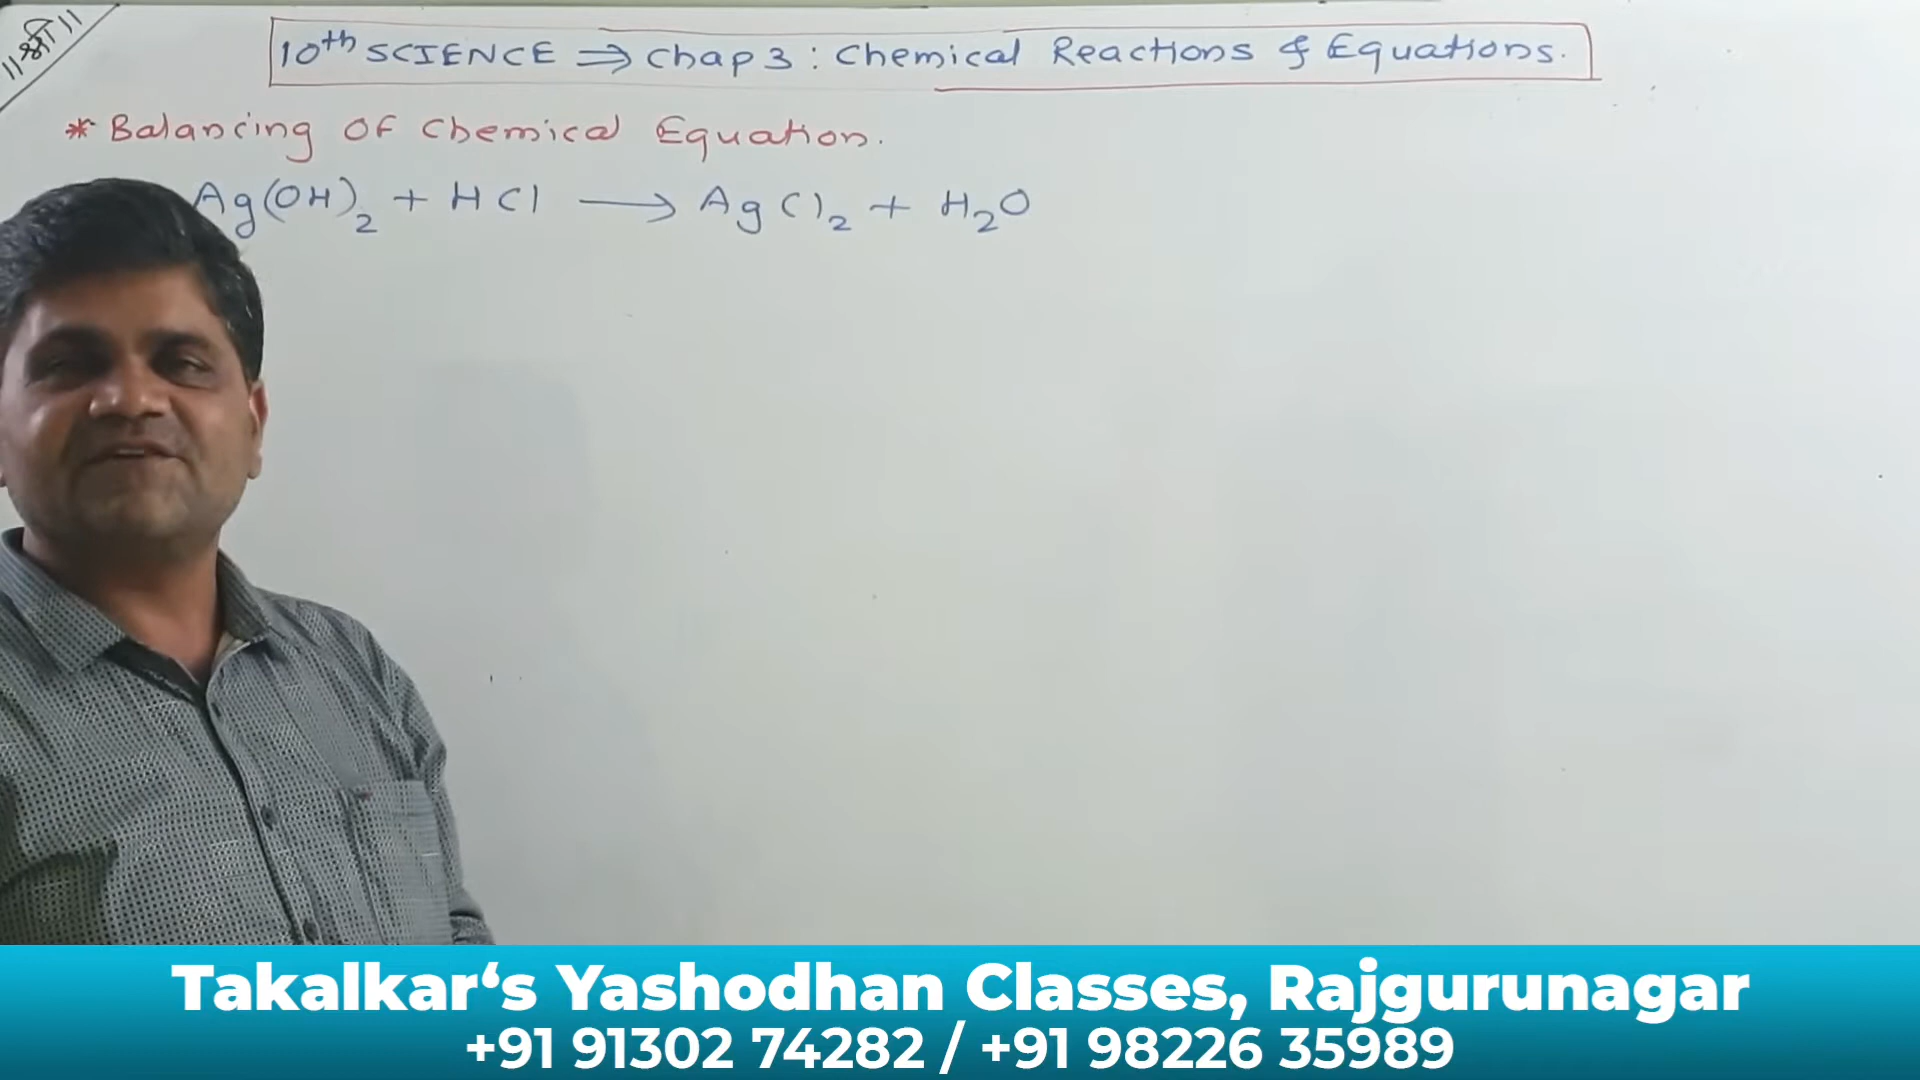 ॥श्री॥
10th SCIENCE ⇒ Chap 3 : Chemical Reactions & Equations.
* Balancing Of Chemical Equation.
Ag(OH)₂ + HCl ⟶ AgCl₂ + H₂O
Takalkar‘s Yashodhan Classes, Rajgurunagar
+91 91302 74282 / +91 98226 35989